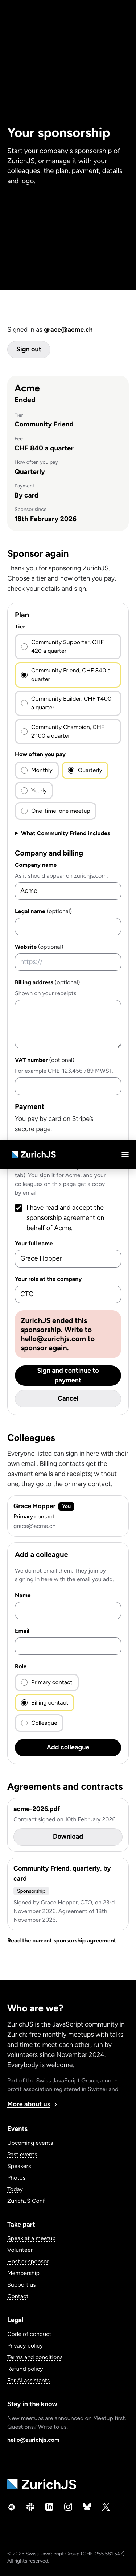 Your sponsorship
Start your company's sponsorship of
ZurichJS, or manage it with your
colleagues: the plan, payment, details
and logo.
Signed in as grace@acme.ch
Sign out
Acme
Ended
Tier
Community Friend
Fee
CHF 840 a quarter
How often you pay
Quarterly
Payment
By card
Sponsor since
18th February 2026
Sponsor again
Thank you for sponsoring ZurichJS.
Choose a tier and how often you pay,
check your details and sign.
Plan
Tier
Community Supporter, CHF
420 a quarter
Community Friend, CHF 840 a
quarter
Community Builder, CHF 1'400
a quarter
Community Champion, CHF
2'100 a quarter
How often you pay
Monthly
Quarterly
Yearly
One-time, one meetup
What Community Friend includes
Company and billing
Company name
As it should appear on zurichjs.com.
Acme
Legal name (optional)
Website (optional)
https://
Billing address (optional)
Shown on your receipts.
VAT number (optional)
For example CHE-123.456.789 MWST.
Payment
You pay by card on Stripe's
secure page.
ZurichJS
tab). You sign it for Acme, and your
colleagues on this page get a copy
by email.
I have read and accept the
sponsorship agreement on
behalf of Acme.
Your full name
Grace Hopper
Your role at the company
CTO
ZurichJS ended this
sponsorship. Write to
hello@zurichjs.com to
sponsor again.
Sign and continue to
payment
Cancel
Colleagues
Everyone listed can sign in here with their
own email. Billing contacts get the
payment emails and receipts; without
one, they go to the primary contact.
Grace Hopper You
Primary contact
grace@acme.ch
Add a colleague
We do not email them. They join by
signing in here with the email you add.
Name
Email
Role
Primary contact
Billing contact
Colleague
Add colleague
Agreements and contracts
acme-2026.pdf
Contract signed on 10th February 2026
Download
Community Friend, quarterly, by
card
Sponsorship
Signed by Grace Hopper, CTO, on 23rd
November 2026. Agreement of 18th
November 2026.
Read the current sponsorship agreement
Who are we?
ZurichJS is the JavaScript community in
Zurich: free monthly meetups with talks
and time to meet each other, run by
volunteers since November 2024.
Everybody is welcome.
Part of the Swiss JavaScript Group, a non-
profit association registered in Switzerland.
More about us
Events
Upcoming events
Past events
Speakers
Photos
Today
ZurichJS Conf
Take part
Speak at a meetup
Volunteer
Host or sponsor
Membership
Support us
Contact
Legal
Code of conduct
Privacy policy
Terms and conditions
Refund policy
For AI assistants
Stay in the know
New meetups are announced on Meetup first.
Questions? Write to us.
hello@zurichjs.com
ZurichJS
© 2026 Swiss JavaScript Group (CHE-255.581.547).
All rights reserved.